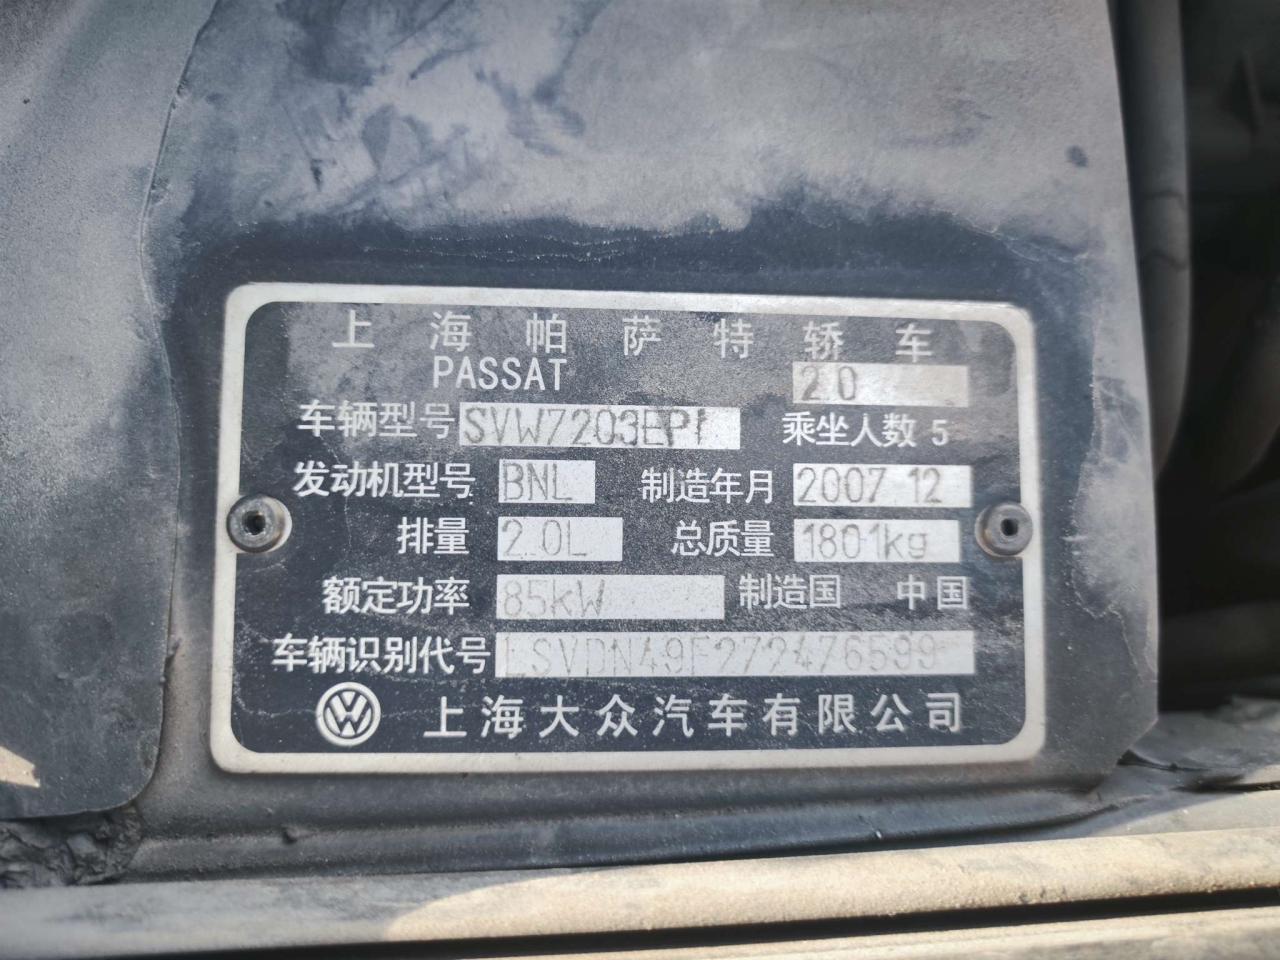 上海帕萨特轿车
PASSAT 2.0
车辆型号 SVW7203EPI 乘坐人数 5
发动机型号 BNL 制造年月 2007 12
排量 2.0L 总质量 1801kg
额定功率 85kW 制造国 中国
车辆识别代号 LSVDN49F272476599
上海大众汽车有限公司